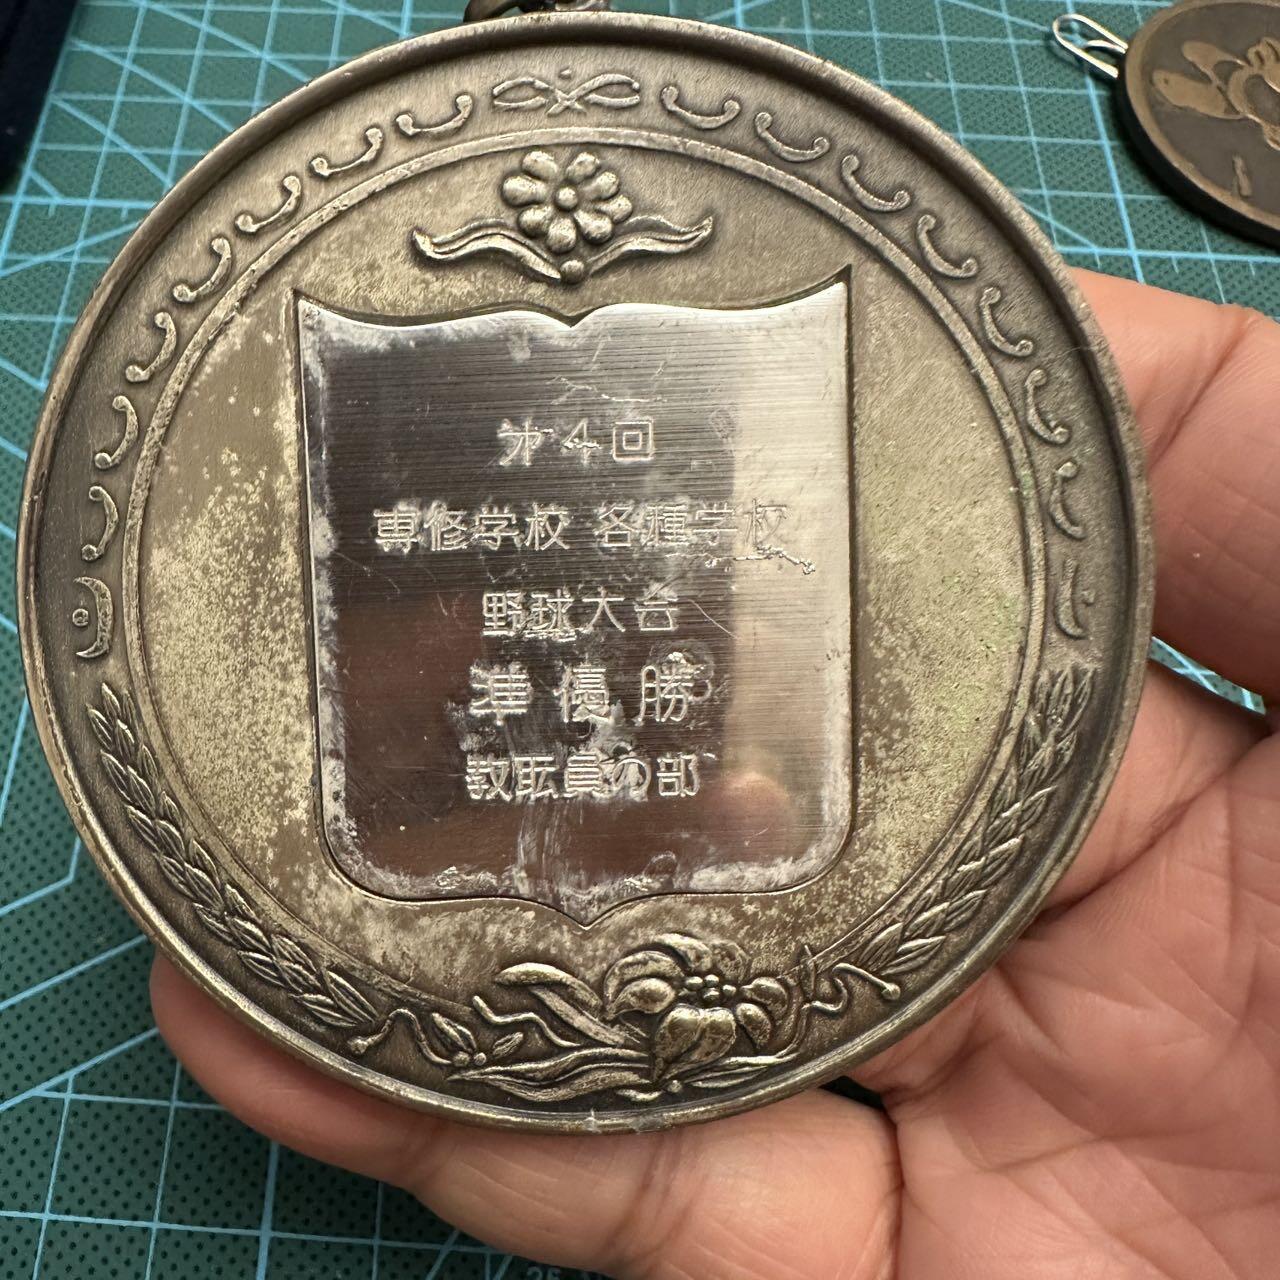 才4回
専修学校 各種学校
野球大会
準優勝
教職員の部